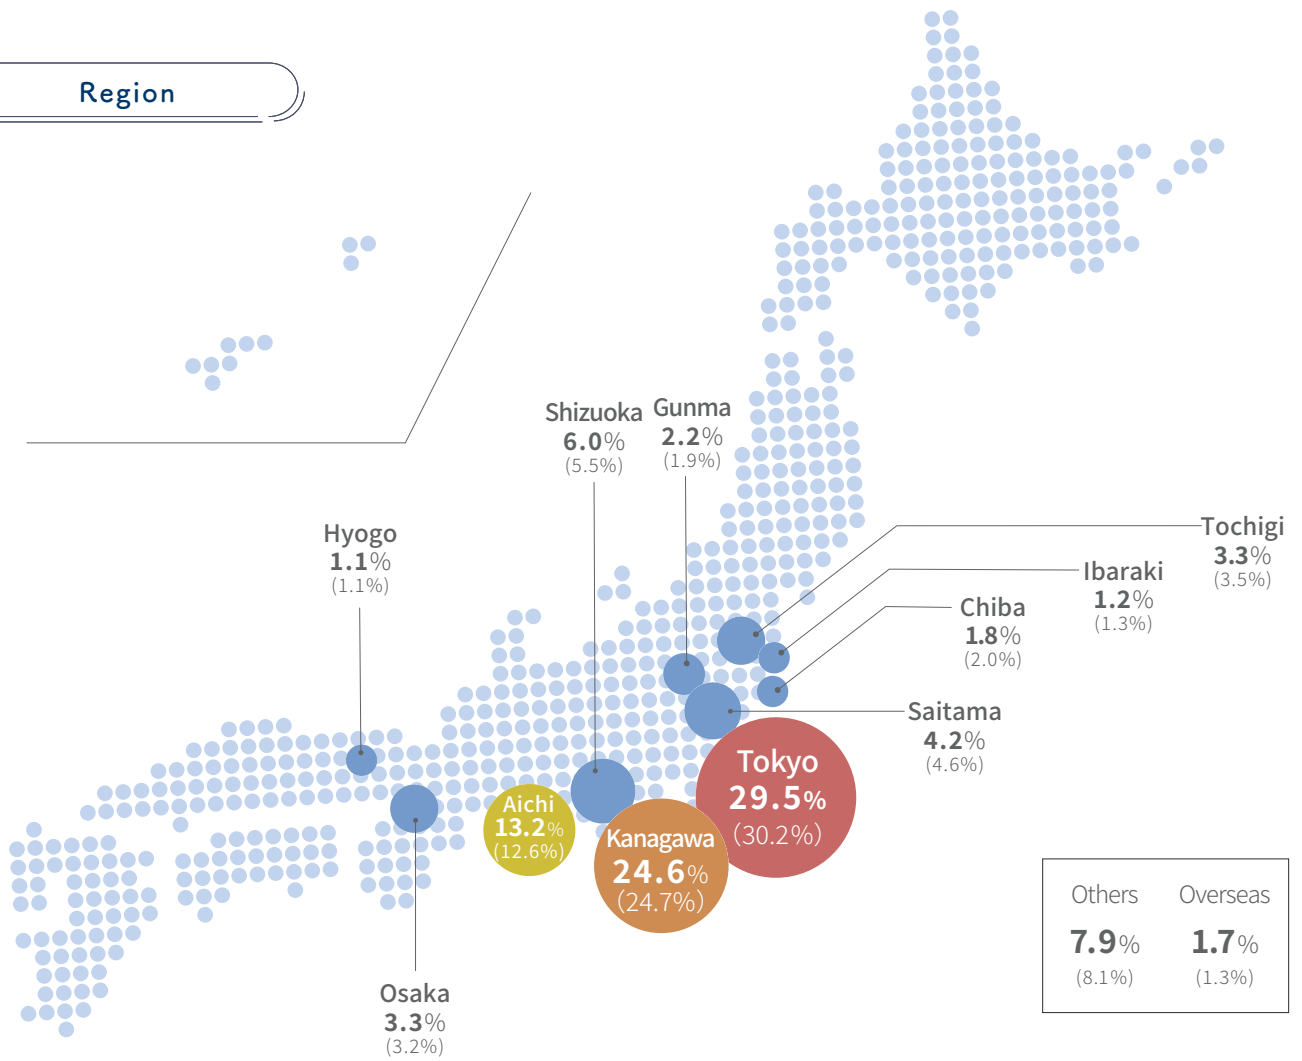 Region
Shizuoka
6.0%
(5.5%)
Gunma
2.2%
(1.9%)
Hyogo
1.1%
(1.1%)
Tochigi
3.3%
(3.5%)
Ibaraki
1.2%
(1.3%)
Chiba
1.8%
(2.0%)
Saitama
4.2%
(4.6%)
Tokyo
29.5%
(30.2%)
Aichi
13.2%
(12.6%)
Kanagawa
24.6%
(24.7%)
Osaka
3.3%
(3.2%)
Others
7.9%
(8.1%)
Overseas
1.7%
(1.3%)